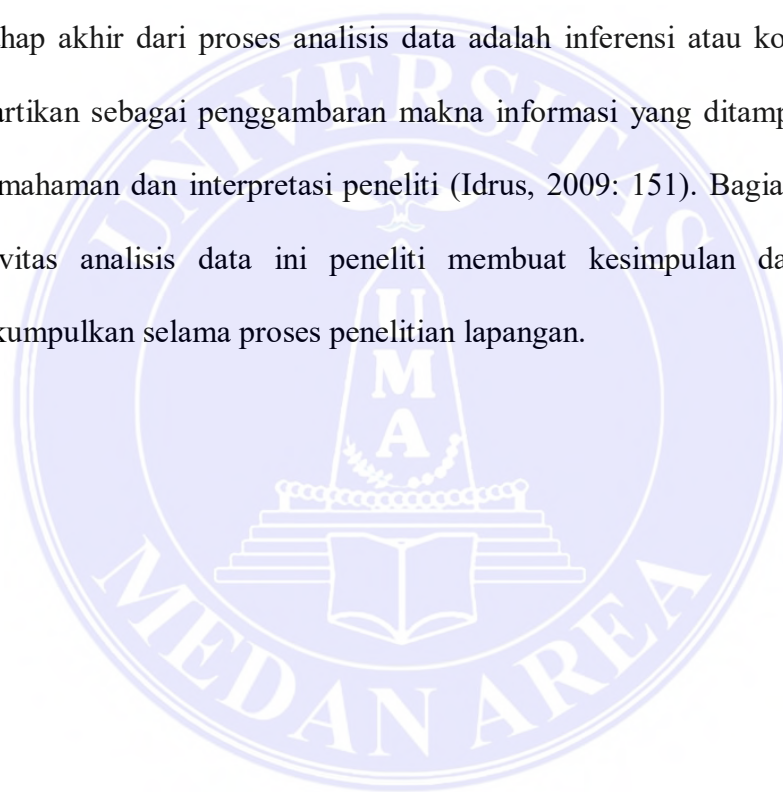 hap akhir dari proses analisis data adalah inferensi atau ko
artikan sebagai penggambaran makna informasi yang ditamp
mahaman dan interpretasi peneliti (Idrus, 2009: 151). Bagia
vitas analisis data ini peneliti membuat kesimpulan da
kumpulkan selama proses penelitian lapangan.
UNIVERSITAS
U
M
A
MEDAN AREA